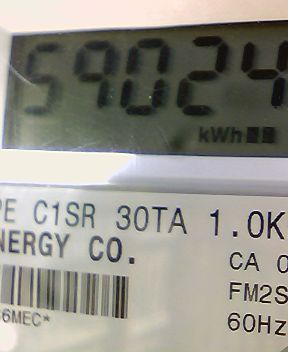 59024
kWh
PE C1SR 30TA 1.0K
NERGY CO.
CA 0
FM2S
6MEC*
60Hz